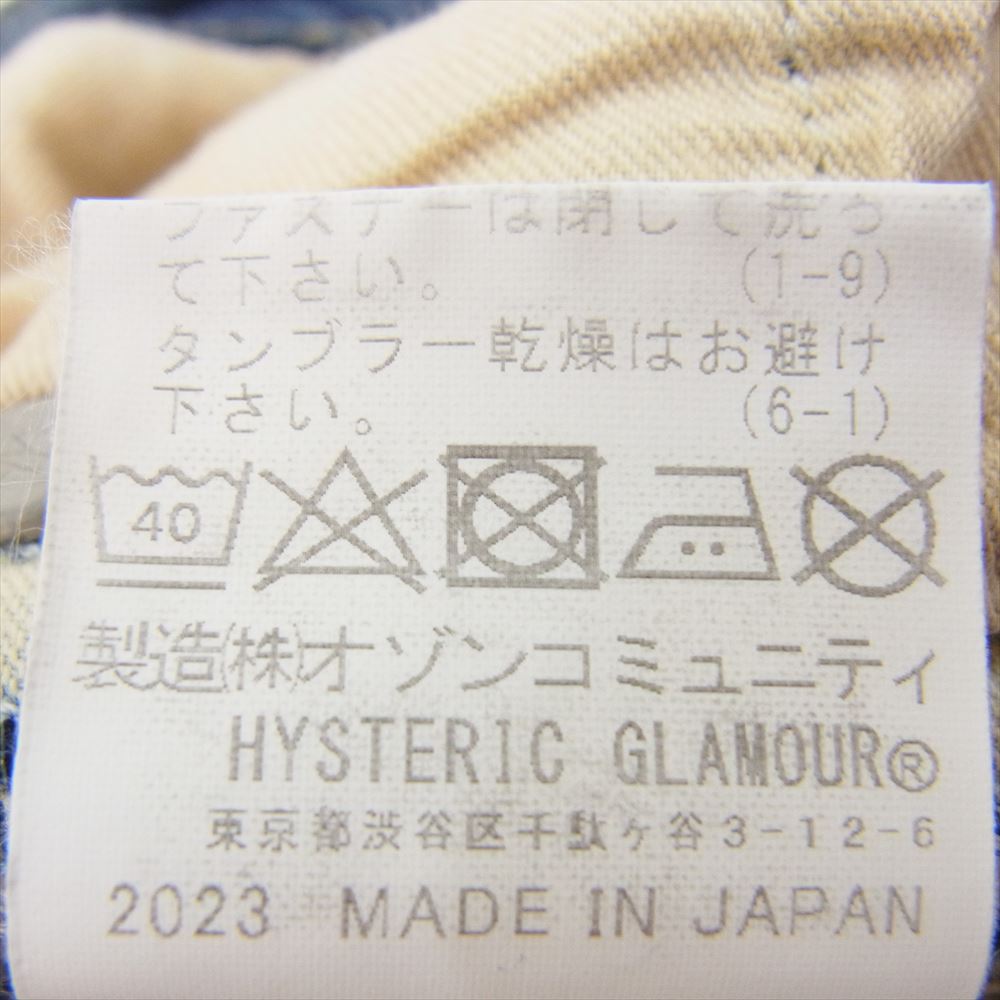 ファスナーは閉じて洗っ
て下さい。 (1-9)
タンブラー乾燥はお避け
下さい。 (6-1)
40
製造(株)オゾンコミュニティ
HYSTERIC GLAMOUR®
東京都渋谷区千駄ヶ谷3-12-6
2023 MADE IN JAPAN